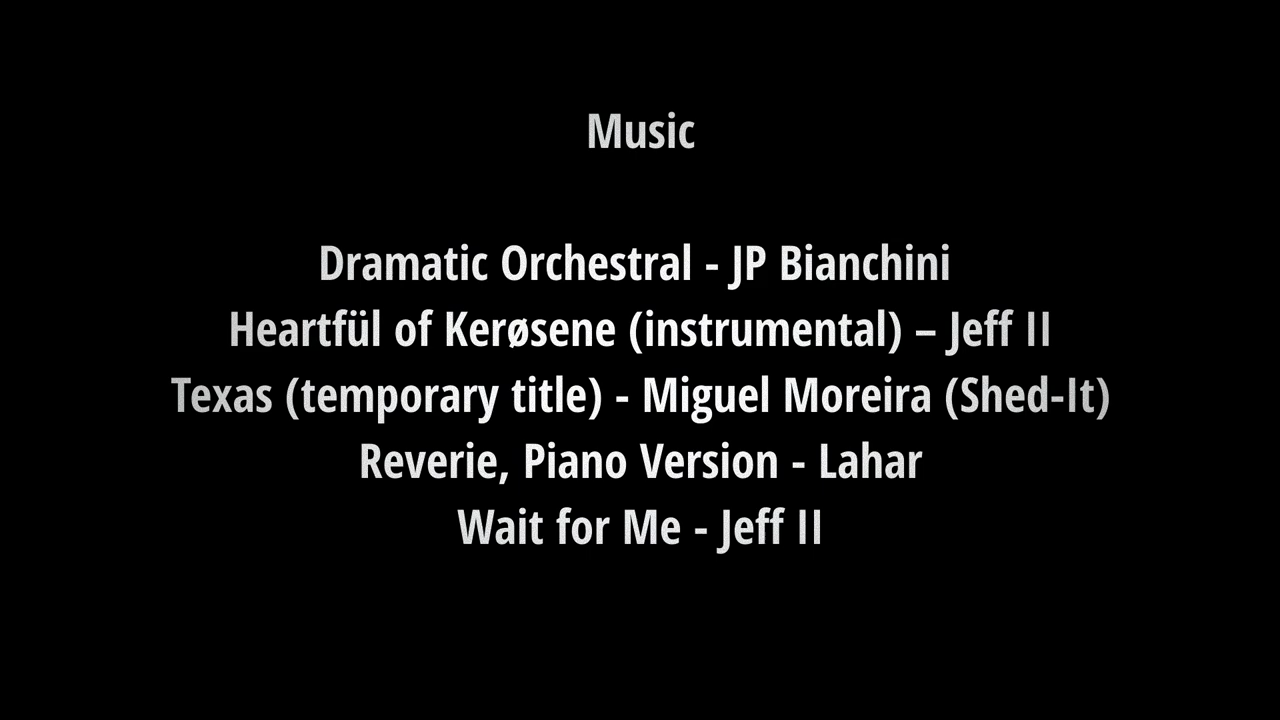 Music
Dramatic Orchestral - JP Bianchini
Heartfül of Kerøsene (instrumental) – Jeff II
Texas (temporary title) - Miguel Moreira (Shed-It)
Reverie, Piano Version - Lahar
Wait for Me - Jeff II